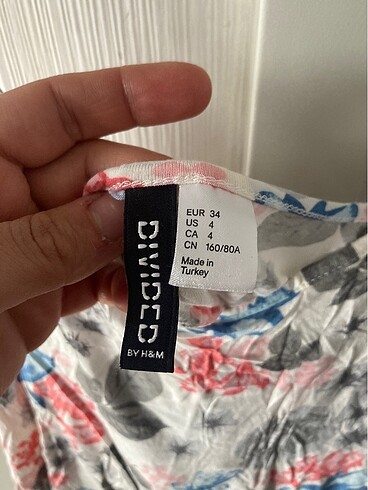 DIVIDED
BY H&M
EUR 34
US 4
CA 4
CN 160/80A
Made in
Turkey